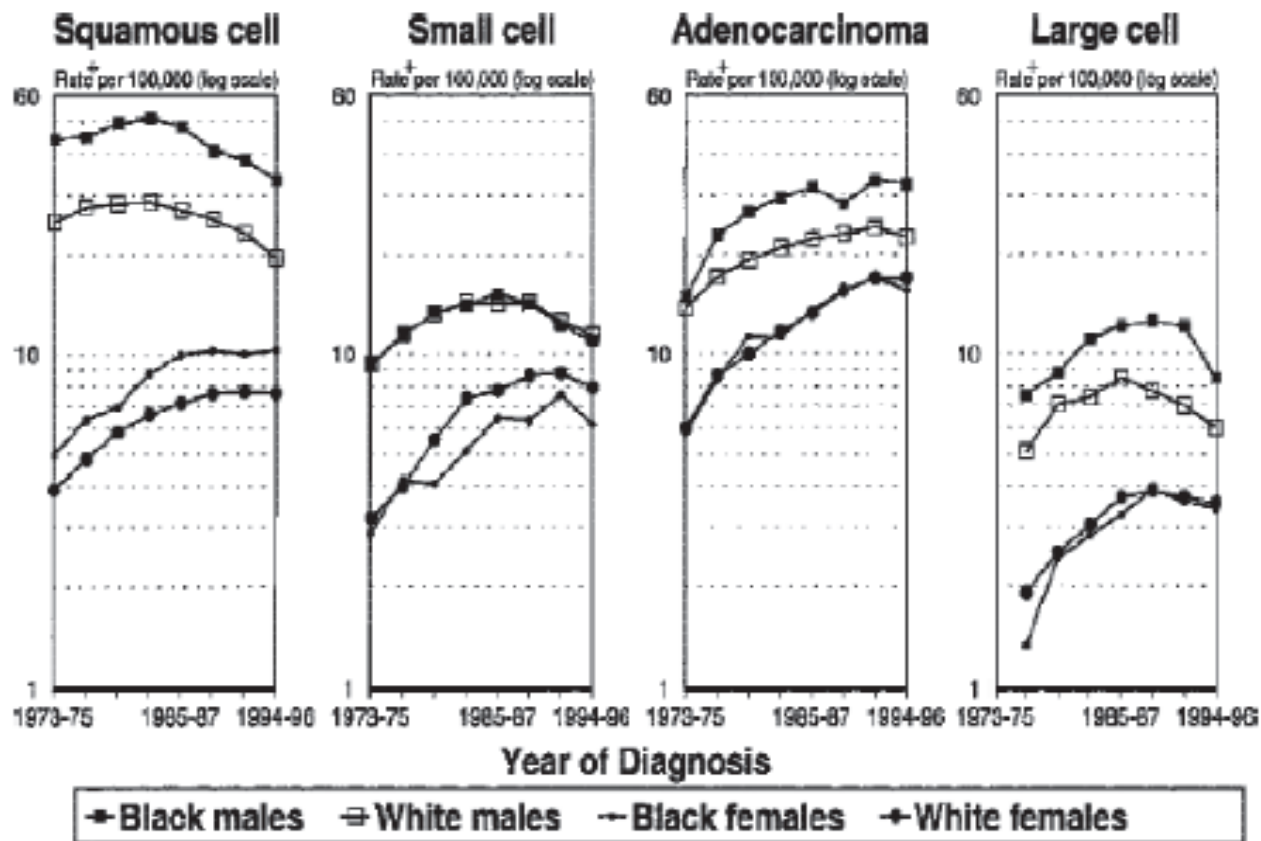 Squamous cell Small cell Adenocarcinoma Large cell
Rate+ per 100,000 (log scale) Rate+ per 100,000 (log scale) Rate+ per 100,000 (log scale) Rate+ per 100,000 (log scale)
60 60 60 60
10 10 10 10
1 1 1 1
1973-75 1985-87 1994-96 1973-75 1985-87 1994-96 1973-75 1985-87 1994-96 1973-75 1985-87 1994-96
Year of Diagnosis
Black males White males Black females White females